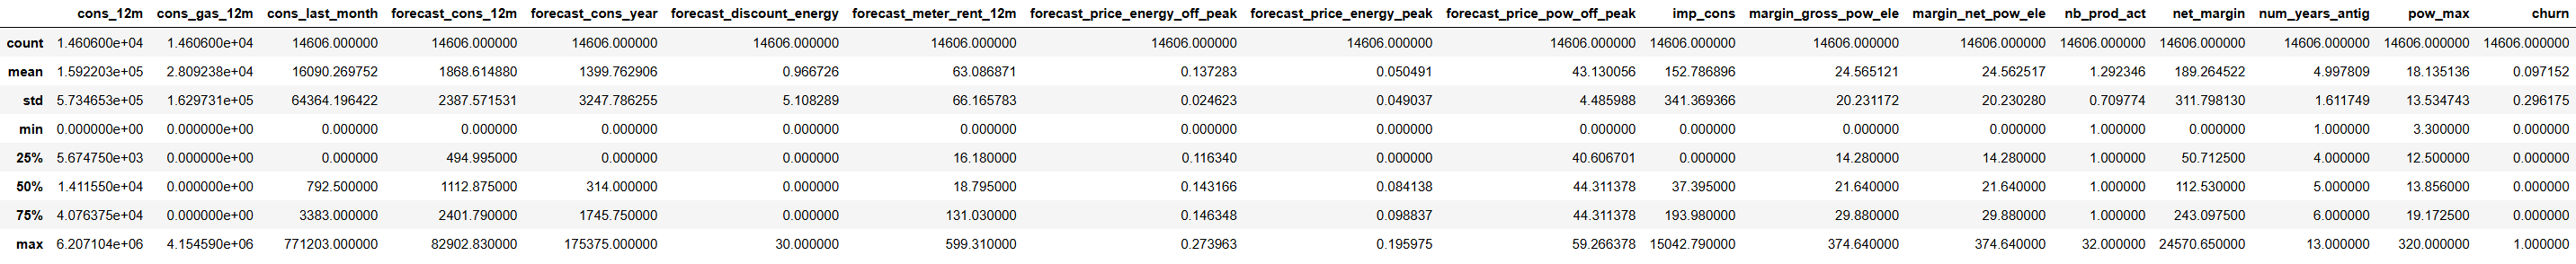 cons_12m cons_gas_12m cons_last_month forecast_cons_12m forecast_cons_year forecast_discount_energy forecast_meter_rent_12m forecast_price_energy_off_peak forecast_price_energy_peak forecast_price_pow_off_peak imp_cons margin_gross_pow_ele margin_net_pow_ele nb_prod_act net_margin num_years_antig pow_max churn
count 1.460600e+04 1.460600e+04 14606.000000 14606.000000 14606.000000 14606.000000 14606.000000 14606.000000 14606.000000 14606.000000 14606.000000 14606.000000 14606.000000 14606.000000 14606.000000 14606.000000 14606.000000 14606.000000
mean 1.592203e+05 2.809238e+04 16090.269752 1868.614880 1399.762906 0.966726 63.086871 0.137283 0.050491 43.130056 152.786896 24.565121 24.562517 1.292346 189.264522 4.997809 18.135136 0.097152
std 5.734653e+05 1.629731e+05 64364.196422 2387.571531 3247.786255 5.108289 66.165783 0.024623 0.049037 4.485988 341.369366 20.231172 20.230280 0.709774 311.798130 1.611749 13.534743 0.296175
min 0.000000e+00 0.000000e+00 0.000000 0.000000 0.000000 0.000000 0.000000 0.000000 0.000000 0.000000 0.000000 0.000000 0.000000 1.000000 0.000000 1.000000 3.300000 0.000000
25% 5.674750e+03 0.000000e+00 0.000000 494.995000 0.000000 0.000000 16.180000 0.116340 0.000000 40.606701 0.000000 14.280000 14.280000 1.000000 50.712500 4.000000 12.500000 0.000000
50% 1.411550e+04 0.000000e+00 792.500000 1112.875000 314.000000 0.000000 18.795000 0.143166 0.084138 44.311378 37.395000 21.640000 21.640000 1.000000 112.530000 5.000000 13.856000 0.000000
75% 4.076375e+04 0.000000e+00 3383.000000 2401.790000 1745.750000 0.000000 131.030000 0.146348 0.098837 44.311378 193.980000 29.880000 29.880000 1.000000 243.097500 6.000000 19.172500 0.000000
max 6.207104e+06 4.154590e+06 771203.000000 82902.830000 175375.000000 30.000000 599.310000 0.273963 0.195975 59.266378 15042.790000 374.640000 374.640000 32.000000 24570.650000 13.000000 320.000000 1.000000